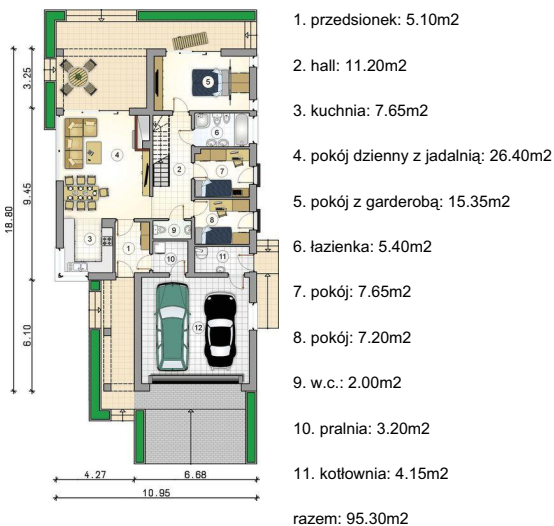 1. przedsionek: 5.10m2
2. hall: 11.20m2
3. kuchnia: 7.65m2
4. pokój dzienny z jadalnią: 26.40m2
5. pokój z garderobą: 15.35m2
6. łazienka: 5.40m2
7. pokój: 7.65m2
8. pokój: 7.20m2
9. w.c.: 2.00m2
10. pralnia: 3.20m2
11. kotłownia: 4.15m2
razem: 95.30m2
3.25
9.45
18.80
6.10
4.27 6.68
10.95
5
6
4
2
7
8
9
3
1
10
11
12